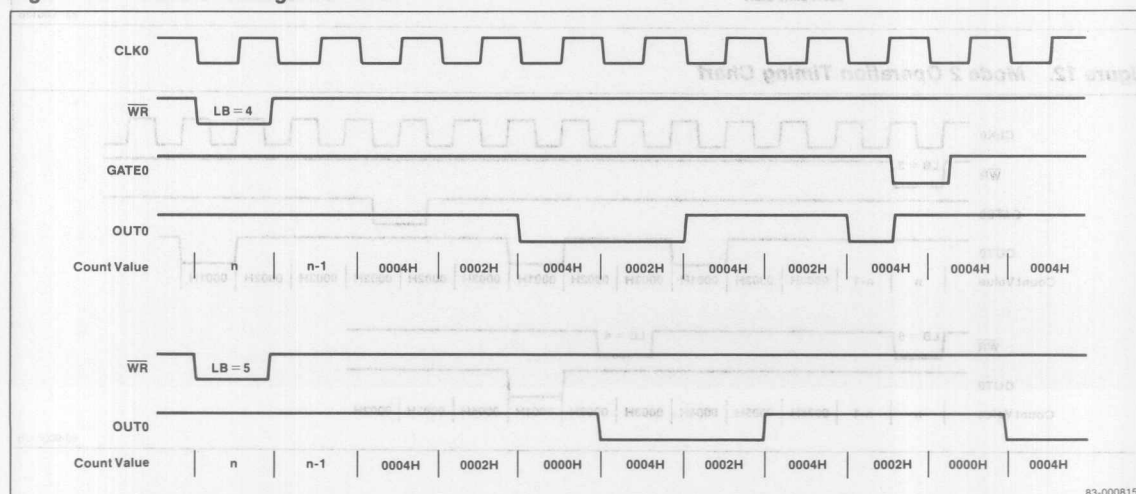 CLK0
WR LB = 4
GATE0
OUT0
Count Value n n-1 0004H 0002H 0004H 0002H 0004H 0002H 0004H 0004H 0004H
WR LB = 5
OUT0
Count Value n n-1 0004H 0002H 0000H 0004H 0002H 0004H 0002H 0000H 0004H
83-000815